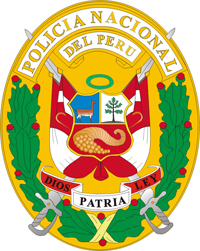 POLICIA NACIONAL
DEL PERU
DIOS PATRIA LEY